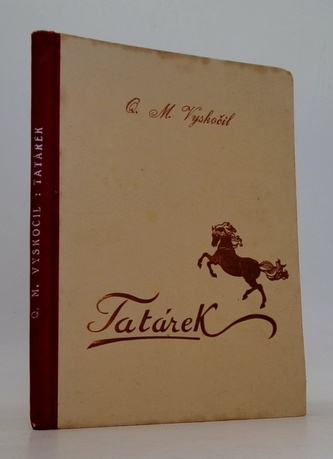 Q. M. Vyskočil
Tatárek
Q. M. VYSKOČIL : TATÁREK